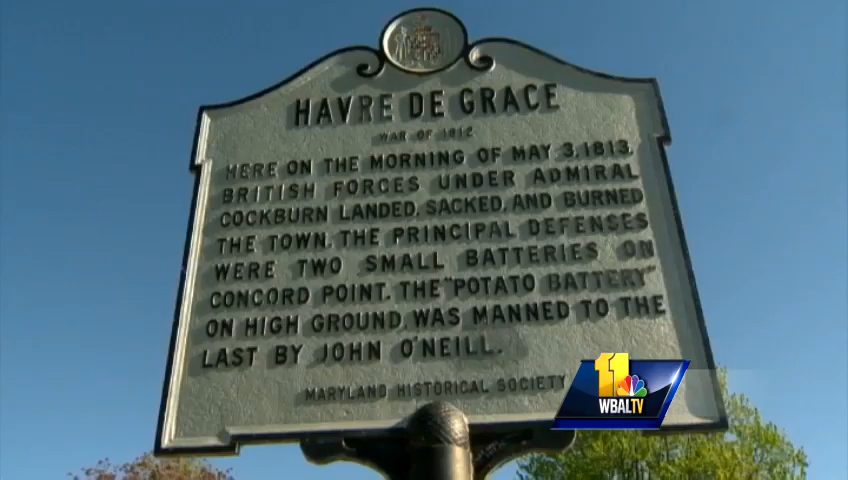 HAVRE DE GRACE
WAR OF 1812
HERE ON THE MORNING OF MAY 3, 1813,
BRITISH FORCES UNDER ADMIRAL
COCKBURN LANDED, SACKED, AND BURNED
THE TOWN. THE PRINCIPAL DEFENSES
WERE TWO SMALL BATTERIES ON
CONCORD POINT. THE "POTATO BATTERY"
ON HIGH GROUND, WAS MANNED TO THE
LAST BY JOHN O'NEILL.
MARYLAND HISTORICAL SOCIETY
11
WBALTV